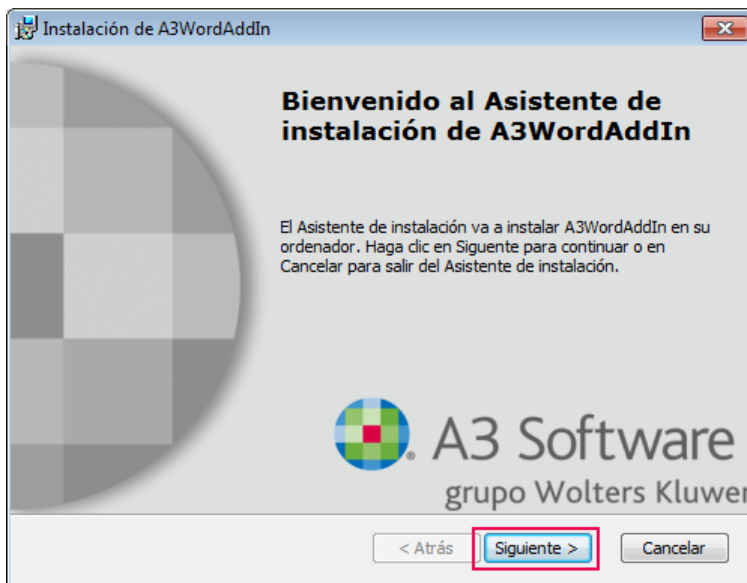 Instalación de A3WordAddIn
Bienvenido al Asistente de
instalación de A3WordAddIn
El Asistente de instalación va a instalar A3WordAddIn en su
ordenador. Haga clic en Siguente para continuar o en
Cancelar para salir del Asistente de instalación.
A3 Software
grupo Wolters Kluwer
< Atrás
Siguiente >
Cancelar